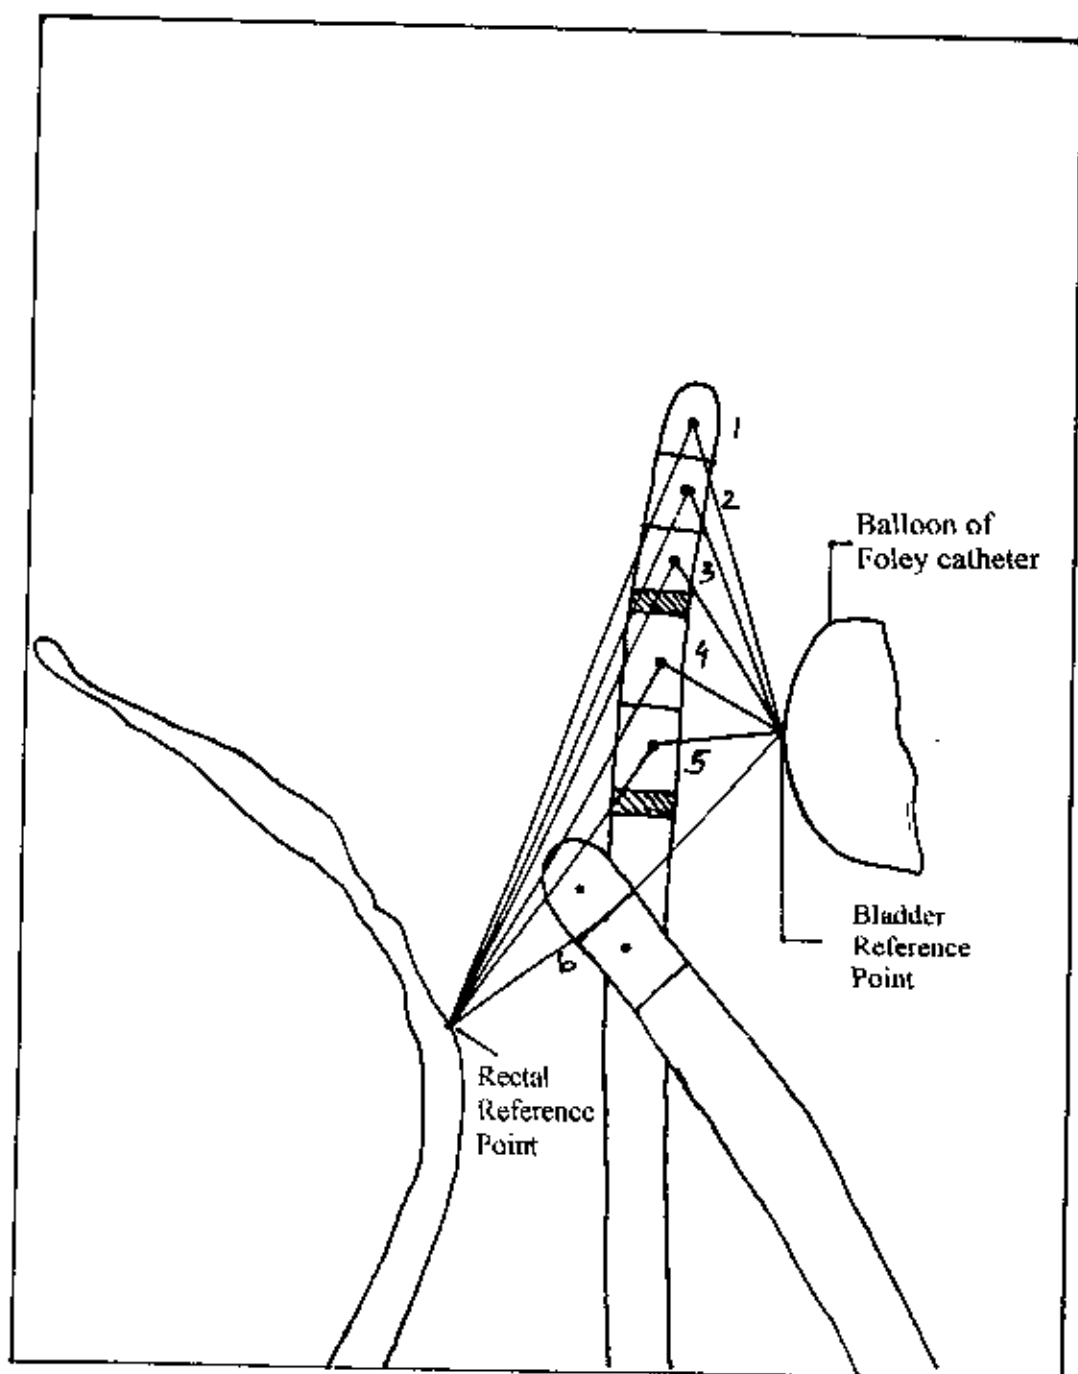 1
2
Balloon of
Foley catheter
3
4
5
Bladder
Reference
Point
6
Rectal
Reference
Point